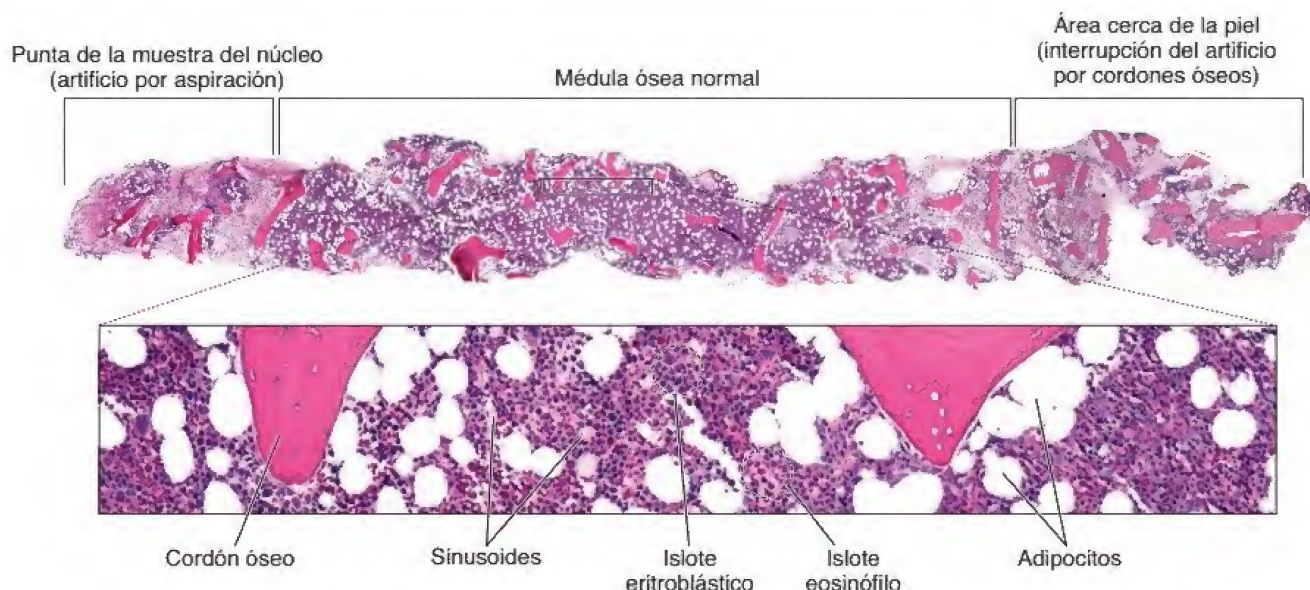 Punta de la muestra del núcleo
(artificio por aspiración)
Médula ósea normal
Área cerca de la piel
(interrupción del artificio
por cordones óseos)
Cordón óseo
Sinusoides
Islote
eritroblástico
Islote
eosinófilo
Adipocitos